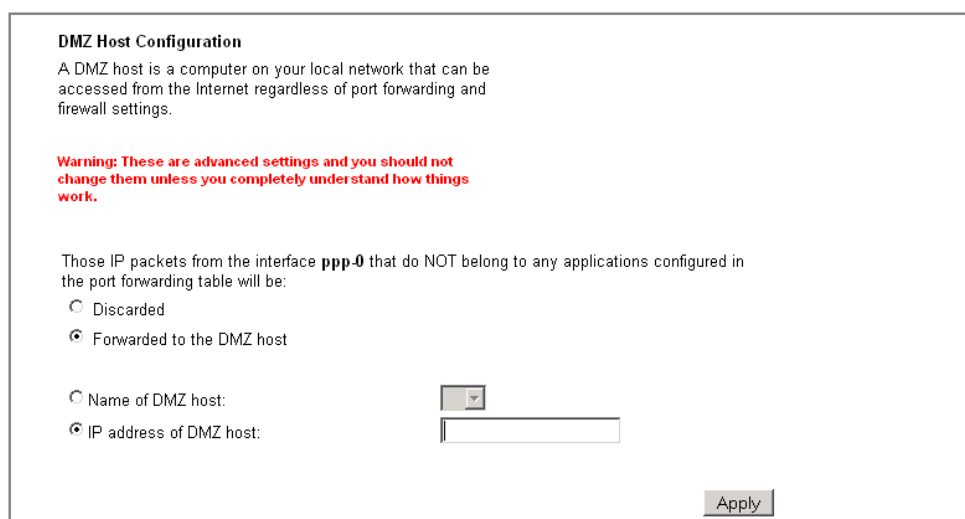 DMZ Host Configuration
A DMZ host is a computer on your local network that can be
accessed from the Internet regardless of port forwarding and
firewall settings.
Warning: These are advanced settings and you should not
change them unless you completely understand how things
work.
Those IP packets from the interface ppp-0 that do NOT belong to any applications configured in
the port forwarding table will be:
Discarded
Forwarded to the DMZ host
Name of DMZ host:
IP address of DMZ host:
Apply